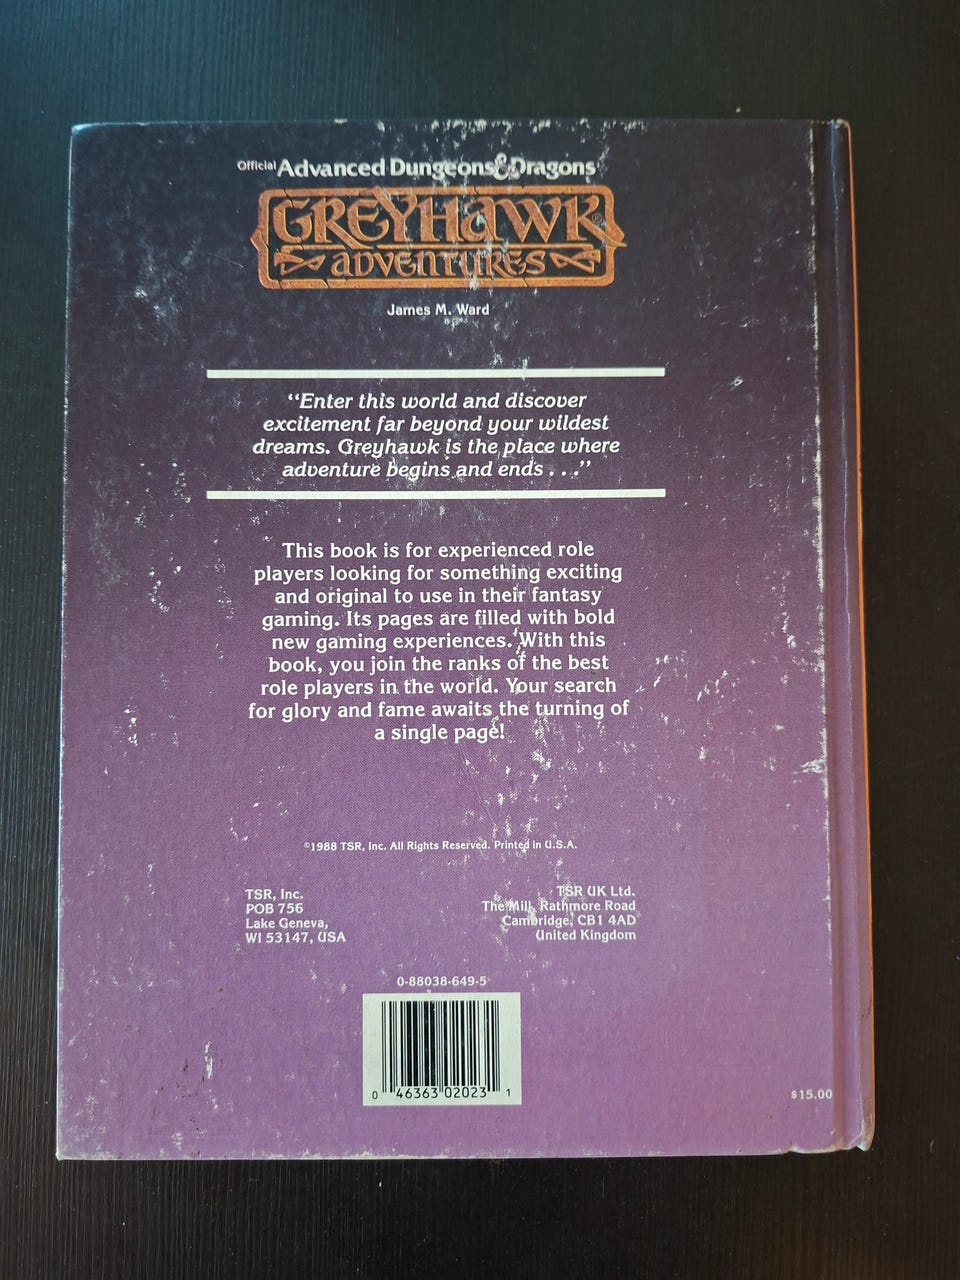 Official Advanced Dungeons & Dragons
GREYHAWK®
ADVENTURES
James M. Ward
“Enter this world and discover
excitement far beyond your wildest
dreams. Greyhawk is the place where
adventure begins and ends . . .”
This book is for experienced role
players looking for something exciting
and original to use in their fantasy
gaming. Its pages are filled with bold
new gaming experiences. With this
book, you join the ranks of the best
role players in the world. Your search
for glory and fame awaits the turning of
a single page!
©1988 TSR, Inc. All Rights Reserved. Printed in U.S.A.
TSR, Inc.
POB 756
Lake Geneva,
WI 53147, USA
TSR UK Ltd.
The Mill, Rathmore Road
Cambridge, CB1 4AD
United Kingdom
0-88038-649-5
0 46363 02023 1
$15.00